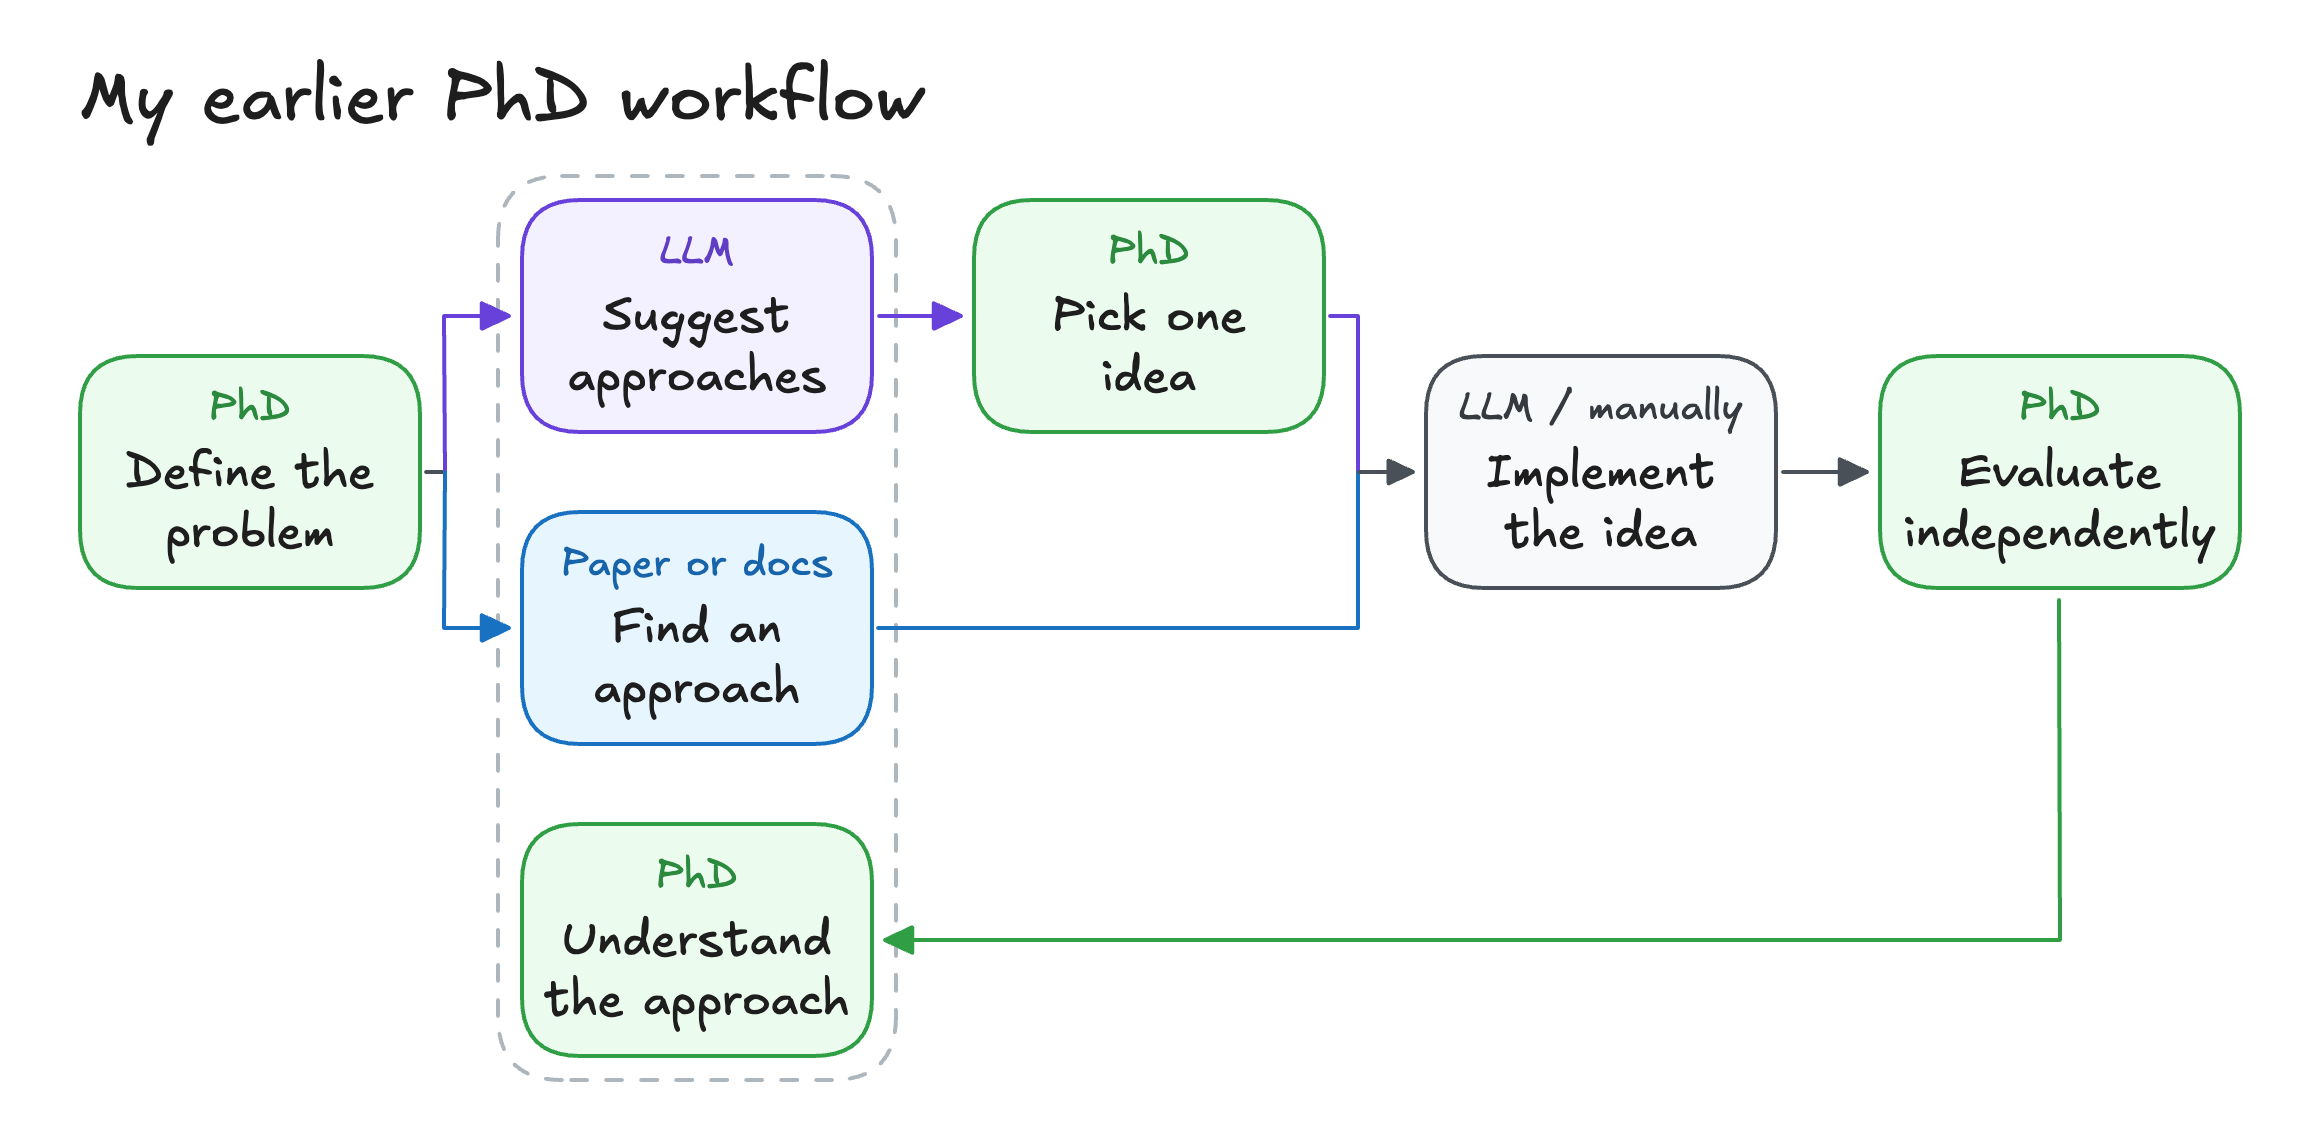 My earlier PhD workflow
PhD
Define the
problem
LLM
Suggest
approaches
PhD
Pick one
idea
Paper or docs
Find an
approach
LLM / manually
Implement
the idea
PhD
Evaluate
independently
PhD
Understand
the approach